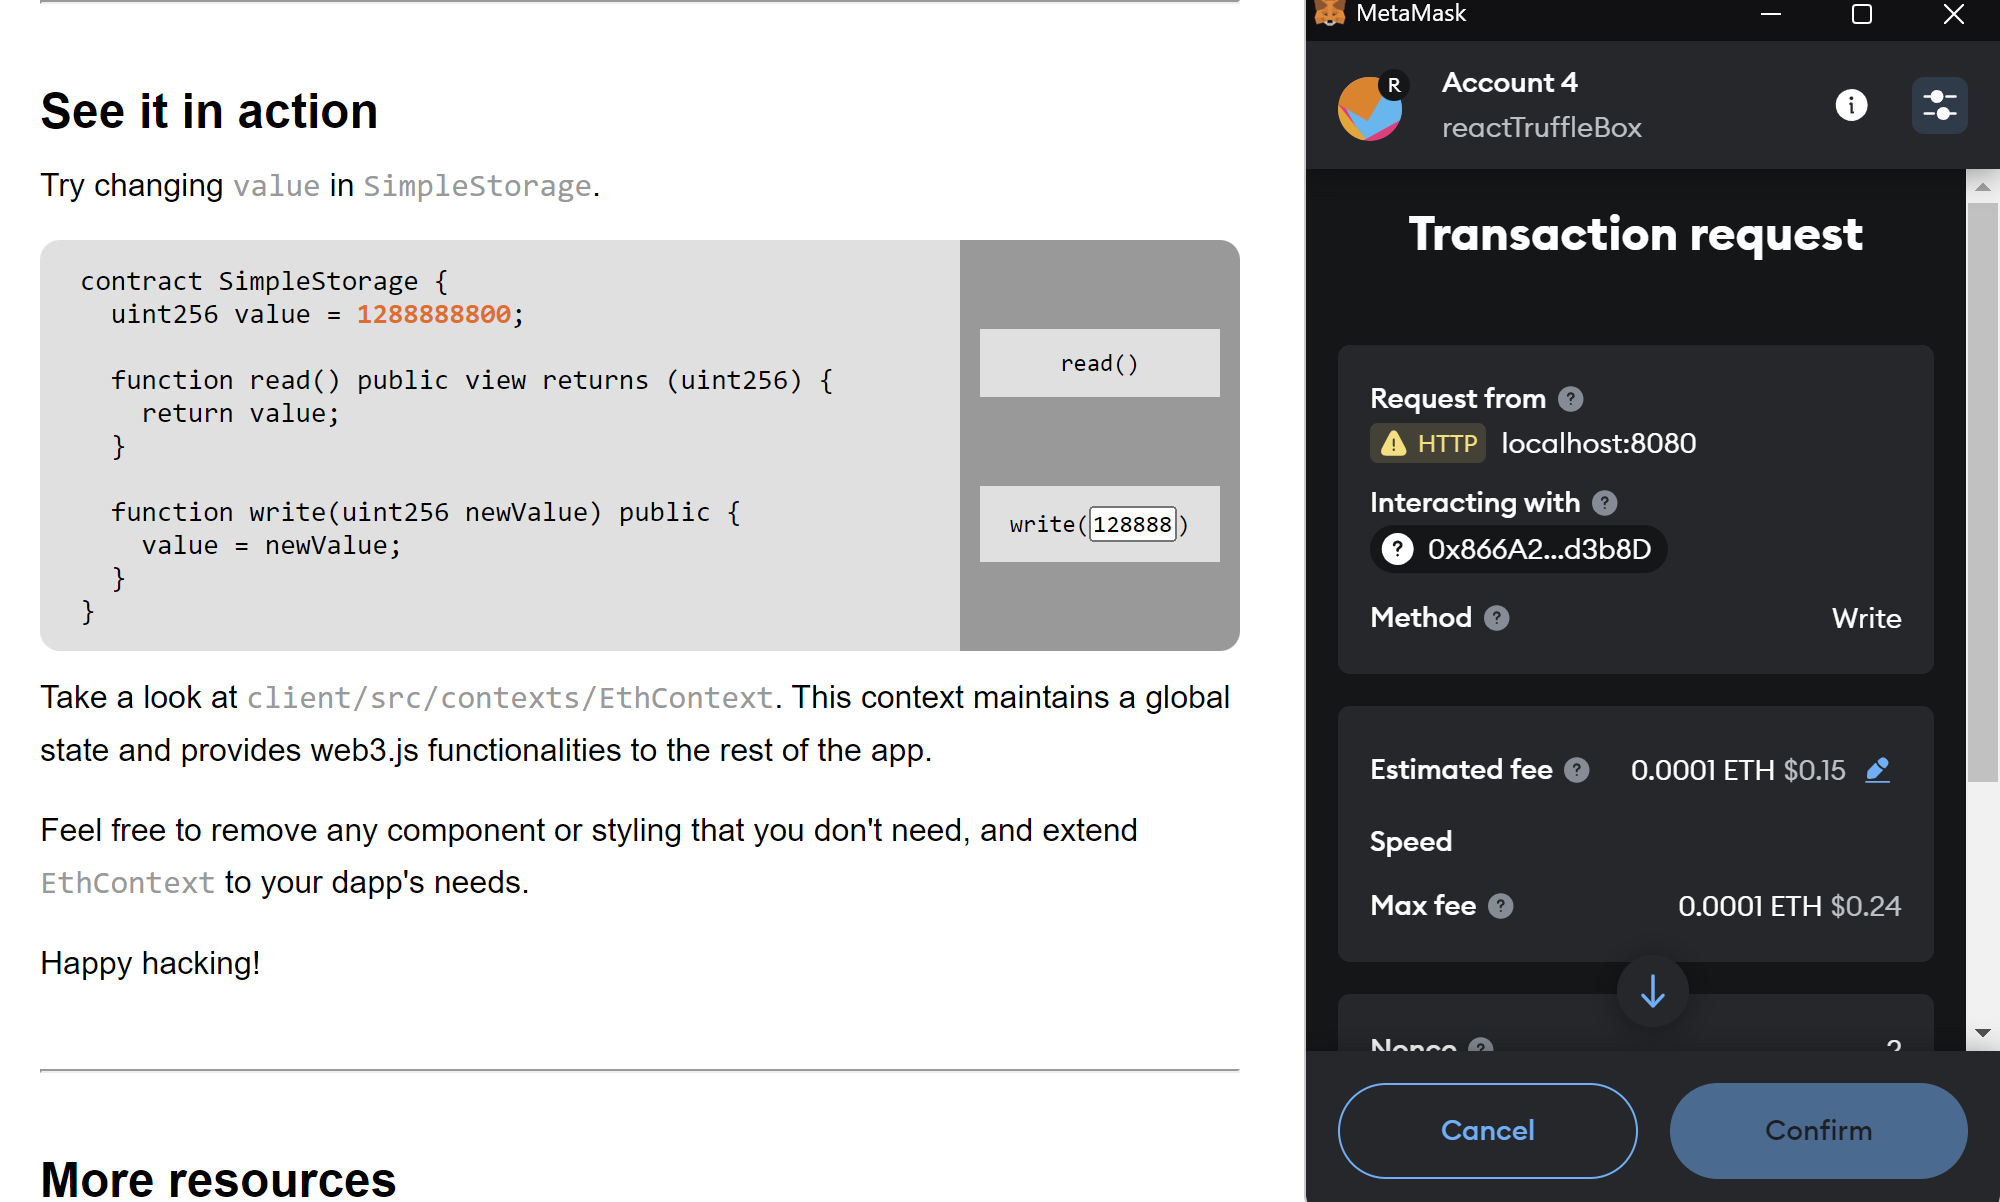 See it in action
Try changing value in SimpleStorage.
contract SimpleStorage {
uint256 value = 1288888800;
function read() public view returns (uint256) {
return value;
}
function write(uint256 newValue) public {
value = newValue;
}
}
read()
write(128888)
Take a look at client/src/contexts/EthContext. This context maintains a global
state and provides web3.js functionalities to the rest of the app.
Feel free to remove any component or styling that you don't need, and extend
EthContext to your dapp's needs.
Happy hacking!
More resources
MetaMask
R
Account 4
reactTruffleBox
Transaction request
Request from
HTTP localhost:8080
Interacting with
0x866A2...d3b8D
Method Write
Estimated fee 0.0001 ETH $0.15
Speed
Max fee 0.0001 ETH $0.24
Nonce
Cancel Confirm